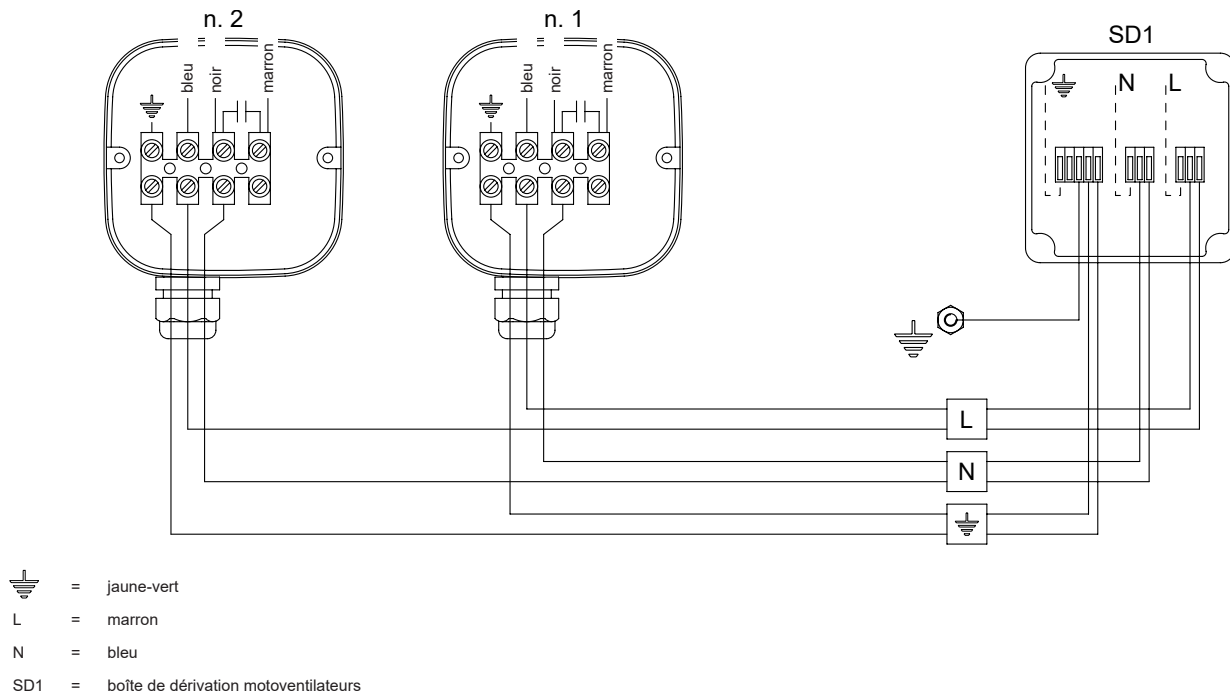 n. 2
n. 1
SD1
bleu
noir
marron
bleu
noir
marron
N
L
L
N
= jaune-vert
L = marron
N = bleu
SD1 = boîte de dérivation motoventilateurs